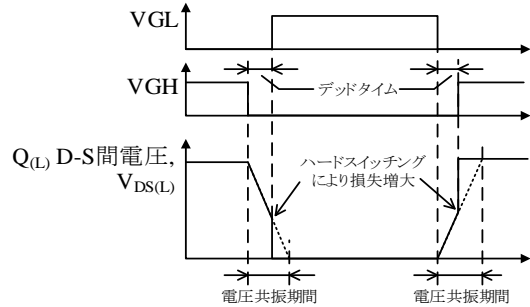 VGL
VGH
デッドタイム
Q(L) D-S間電圧,
VDS(L)
ハードスイッチング
により損失増大
電圧共振期間
電圧共振期間